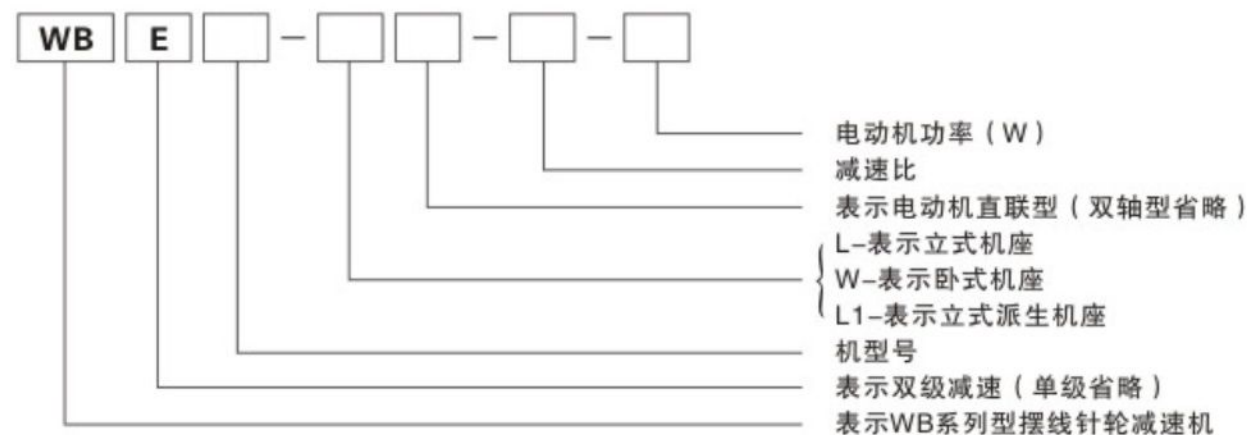 WB E - - -
电动机功率（W）
减速比
表示电动机直联型（双轴型省略）
L-表示立式机座
W-表示卧式机座
L1-表示立式派生机座
机型号
表示双级减速（单级省略）
表示WB系列型摆线针轮减速机